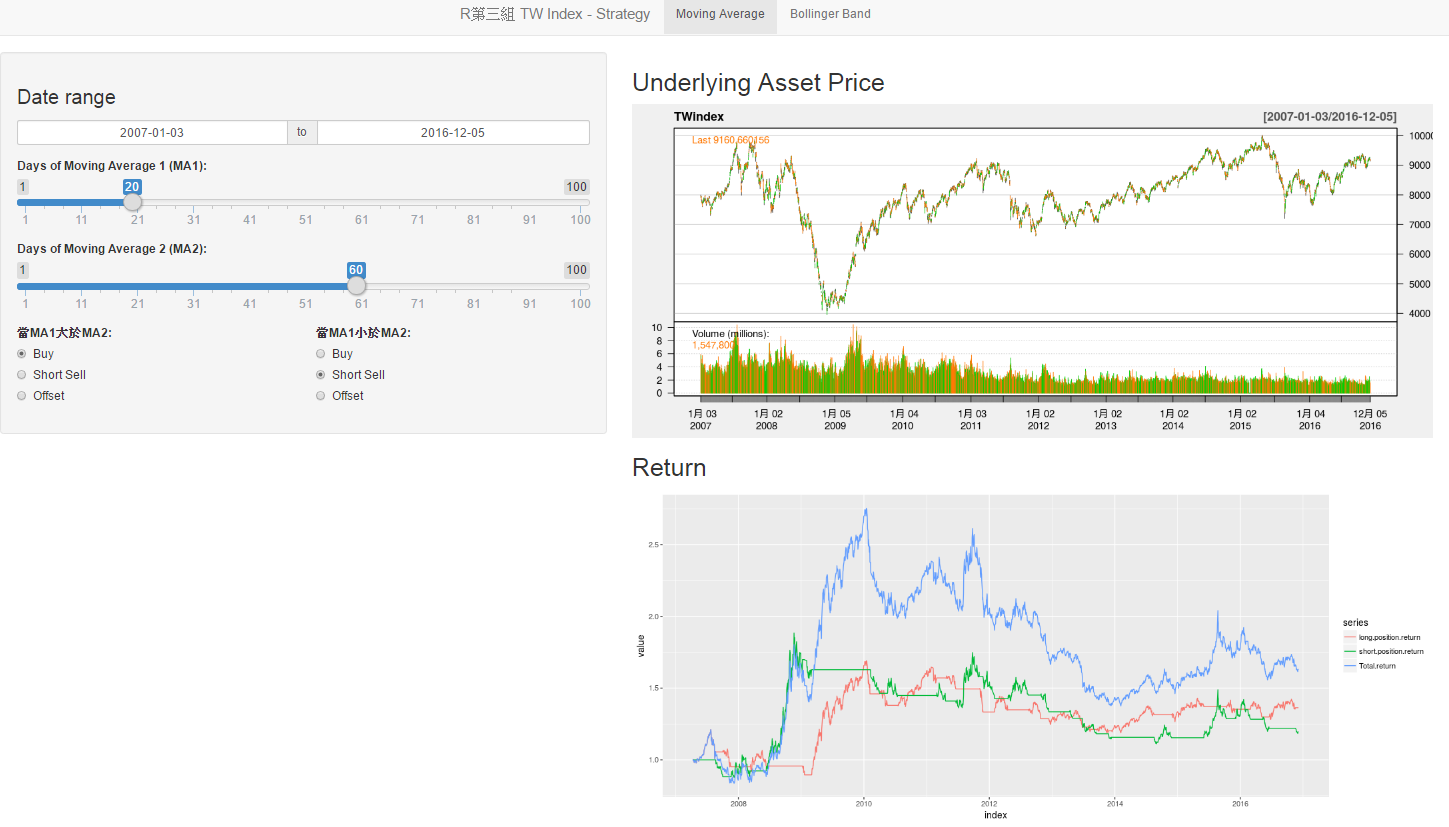 R第三組 TW Index - Strategy Moving Average Bollinger Band
Date range
2007-01-03 to 2016-12-05
Days of Moving Average 1 (MA1):
1 20 100
1 11 21 31 41 51 61 71 81 91 100
Days of Moving Average 2 (MA2):
1 60 100
1 11 21 31 41 51 61 71 81 91 100
當MA1大於MA2:
Buy
Short Sell
Offset
當MA1小於MA2:
Buy
Short Sell
Offset
Underlying Asset Price
TWindex [2007-01-03/2016-12-05]
Last 9160.660156
10000
9000
8000
7000
6000
5000
4000
Volume (millions):
1,547,800
10
8
6
4
2
0
1月 03 1月 02 1月 05 1月 04 1月 03 1月 02 1月 02 1月 02 1月 02 1月 04 12月 05
2007 2008 2009 2010 2011 2012 2013 2014 2015 2016 2016
Return
value
2.5
2.0
1.5
1.0
2008 2010 2012 2014 2016
index
series
long.position.return
short.position.return
Total.return